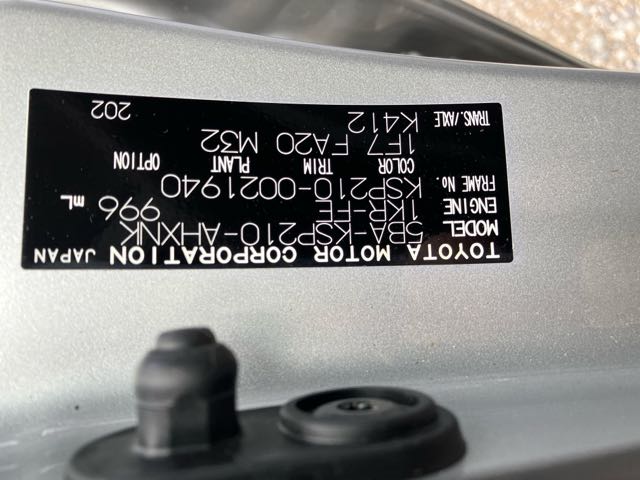 TOYOTA MOTOR CORPORATION JAPAN
MODEL 5BA-KSP210-AHXNK
ENGINE 1KR-FE 996 mL
FRAME No. KSP210-0021940
COLOR TRIM PLANT OPTION
1F7 FA20 M32
TRANS./AXLE K412
202